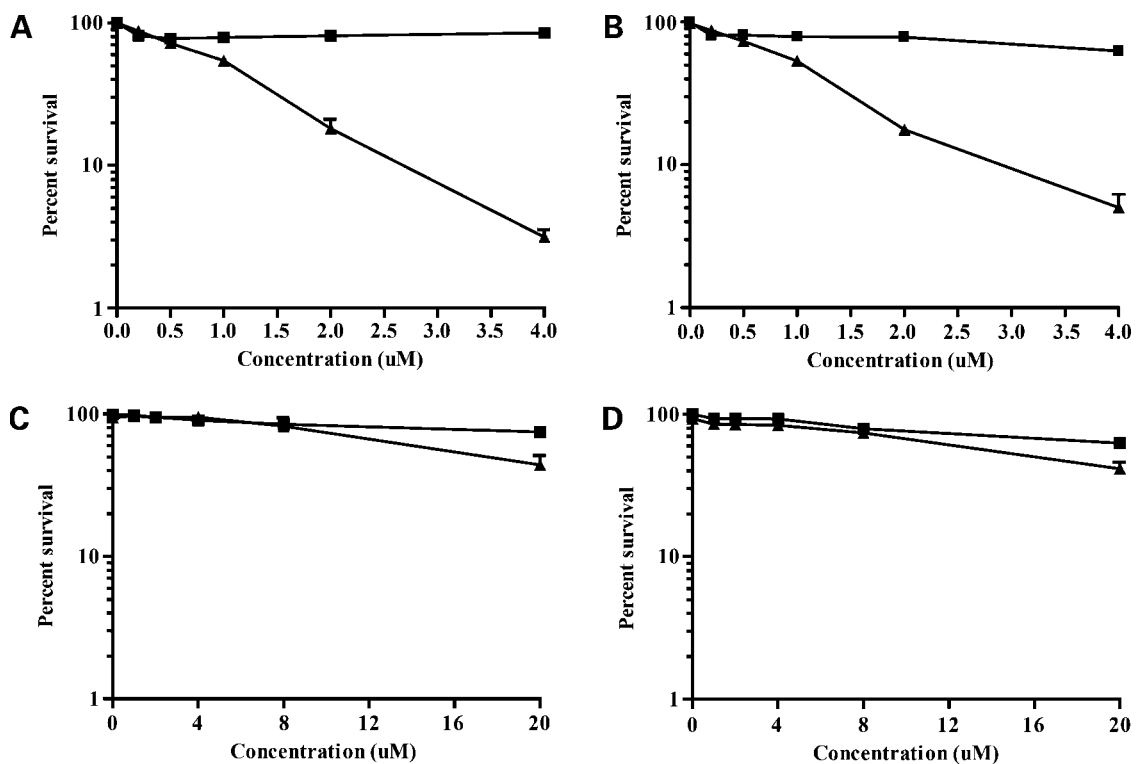 A
100
10
1
Percent survival
0.0 0.5 1.0 1.5 2.0 2.5 3.0 3.5 4.0
Concentration (uM)
B
100
10
1
Percent survival
0.0 0.5 1.0 1.5 2.0 2.5 3.0 3.5 4.0
Concentration (uM)
C
100
10
1
Percent survival
0 4 8 12 16 20
Concentration (uM)
D
100
10
1
Percent survival
0 4 8 12 16 20
Concentration (uM)